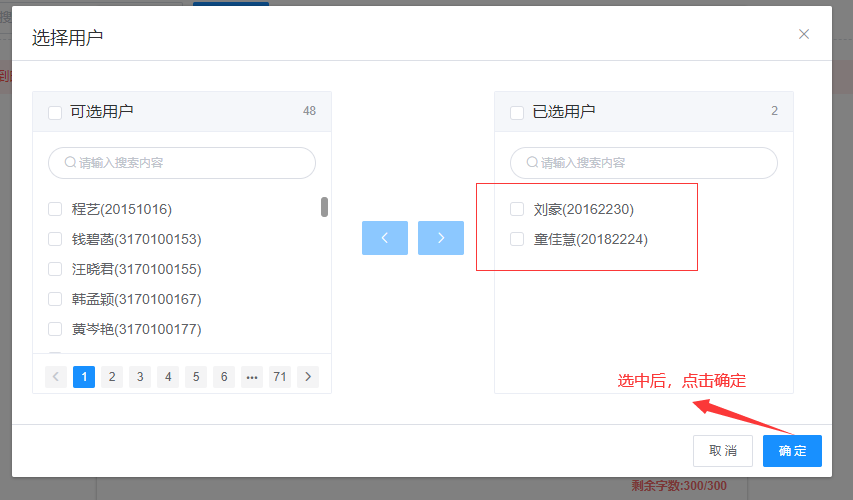 搜
选择用户
到
可选用户 48
请输入搜索内容
程艺(20151016)
钱碧菡(3170100153)
汪晓君(3170100155)
韩孟颖(3170100167)
黄岑艳(3170100177)
1 2 3 4 5 6 ••• 71
已选用户 2
请输入搜索内容
刘豪(20162230)
童佳慧(20182224)
选中后，点击确定
取消 确定
剩余字数:300/300